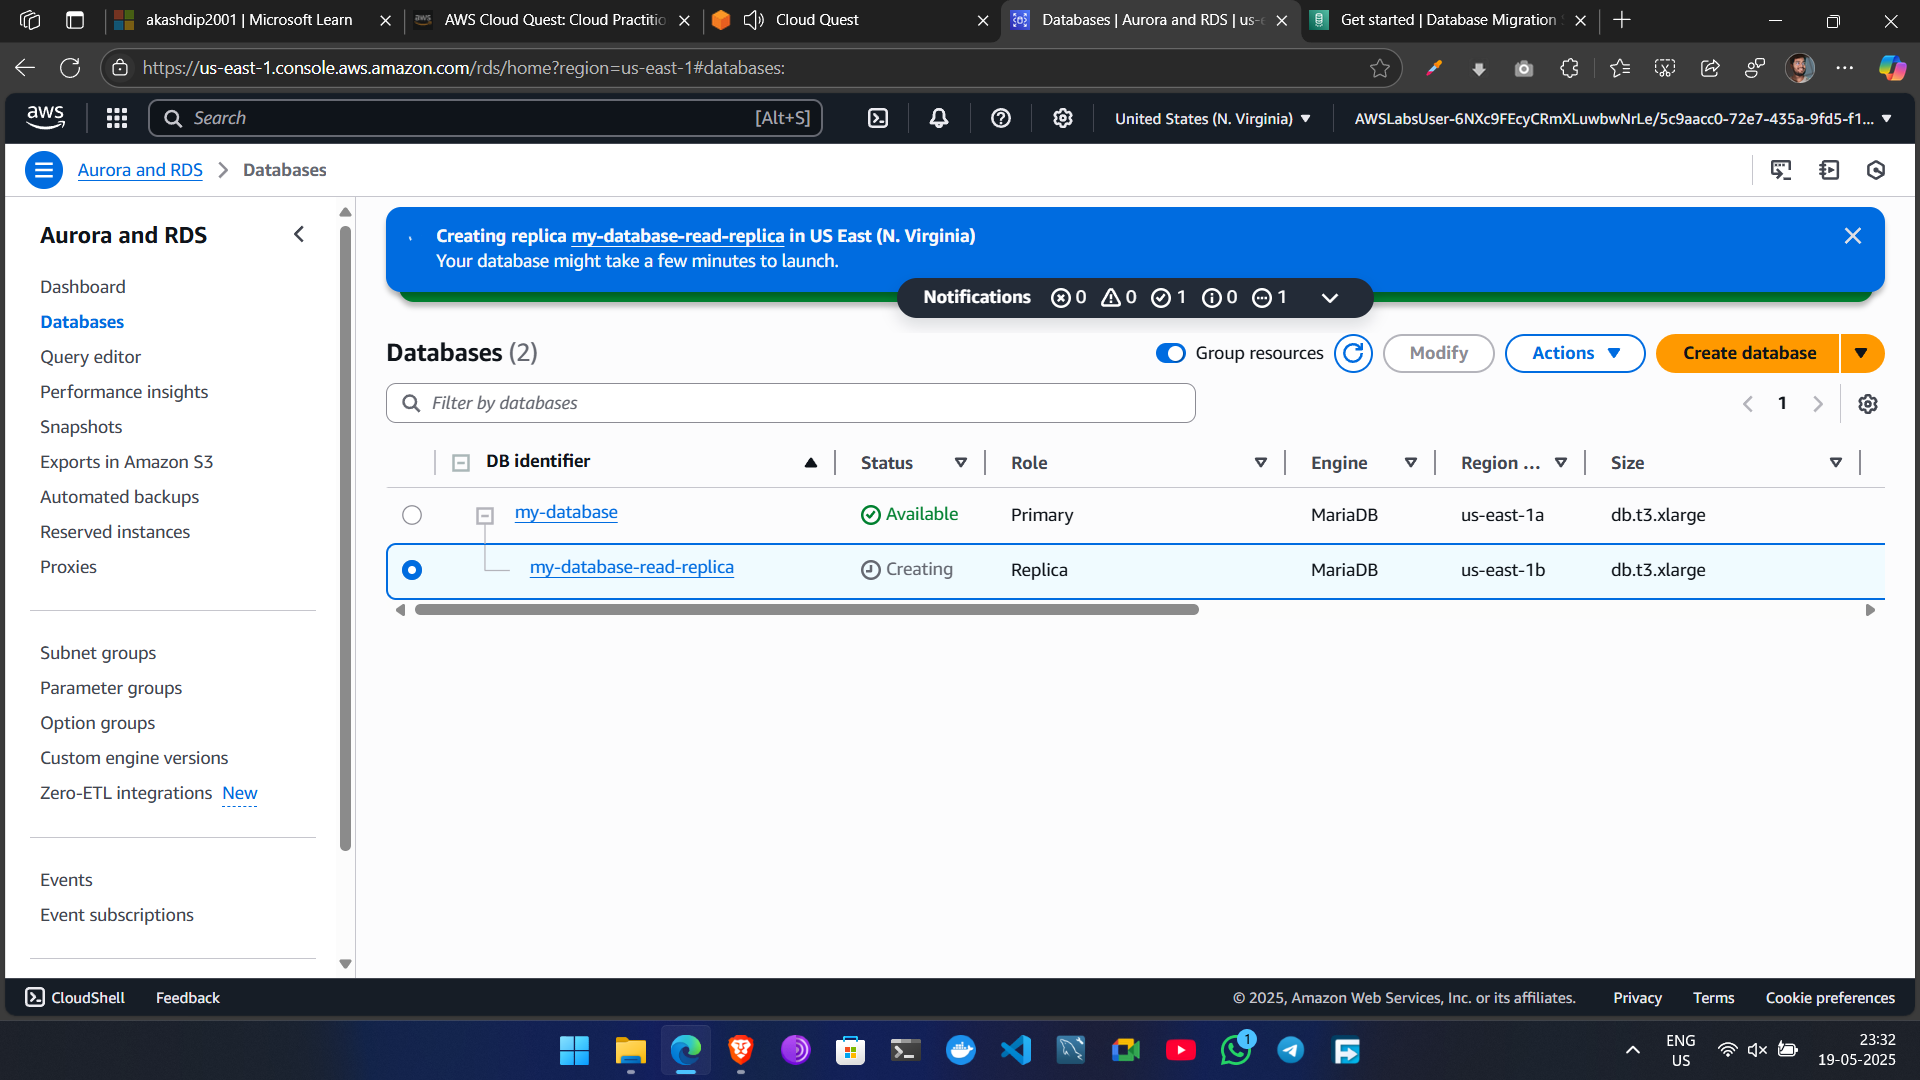 akashdip2001 | Microsoft Learn
AWS Cloud Quest: Cloud Practitio
Cloud Quest
Databases | Aurora and RDS | us-e
Get started | Database Migration S
https://us-east-1.console.aws.amazon.com/rds/home?region=us-east-1#databases:
aws
Search
[Alt+S]
United States (N. Virginia)
AWSLabsUser-6NXc9FEcyCRmXLuwbwNrLe/5c9aacc0-72e7-435a-9fd5-f1...
Aurora and RDS
Databases
Aurora and RDS
Dashboard
Databases
Query editor
Performance insights
Snapshots
Exports in Amazon S3
Automated backups
Reserved instances
Proxies
Subnet groups
Parameter groups
Option groups
Custom engine versions
Zero-ETL integrations New
Events
Event subscriptions
Creating replica my-database-read-replica in US East (N. Virginia)
Your database might take a few minutes to launch.
Notifications 0 0 1 0 1
Databases (2)
Group resources
Modify
Actions
Create database
Filter by databases
1
DB identifier Status Role Engine Region ... Size
my-database Available Primary MariaDB us-east-1a db.t3.xlarge
my-database-read-replica Creating Replica MariaDB us-east-1b db.t3.xlarge
CloudShell Feedback
© 2025, Amazon Web Services, Inc. or its affiliates. Privacy Terms Cookie preferences
1
ENG
US
23:32
19-05-2025